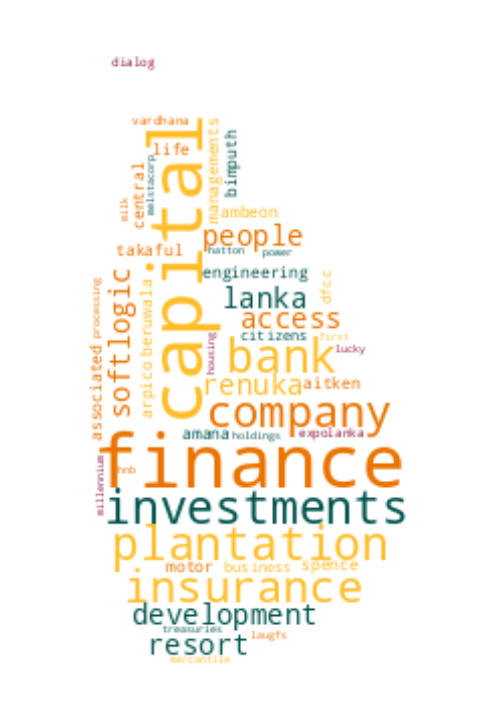 dialog
vardhana
life
central
milk
melstacorp
capital
managements
bimputh
ambeon
people
takaful
hatton
power
engineering
lanka
dfcc
access
citizens
first
softlogic
beruwala
arpico
processing
associated
housing
bank
lucky
renuka
aitken
company
amana
holdings
expolanka
finance
hnb
millennium
investments
plantation
motor
business
spence
insurance
development
treasuries
laugfs
resort
mercantile